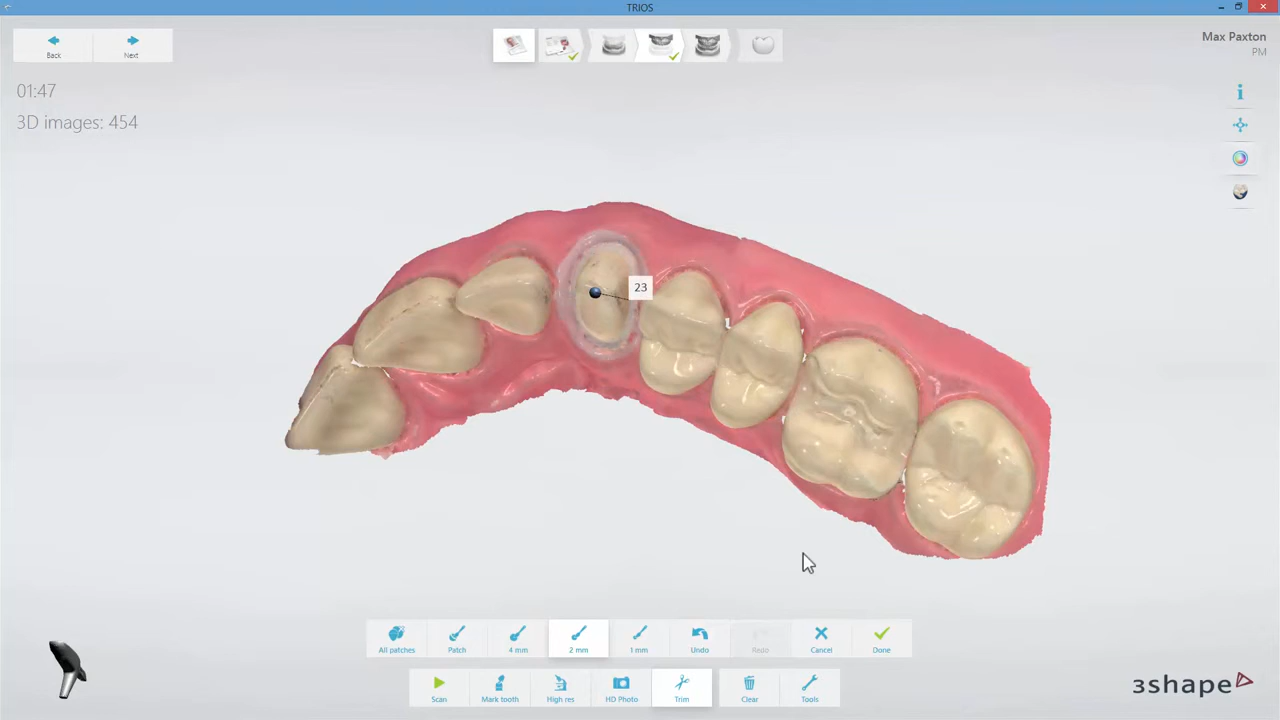 TRIOS
Back
Next
Max Paxton
PM
01:47
3D images: 454
i
23
All patches
Patch
4 mm
2 mm
1 mm
Undo
Redo
Cancel
Done
Scan
Mark tooth
High res
HD Photo
Trim
Clear
Tools
3shape